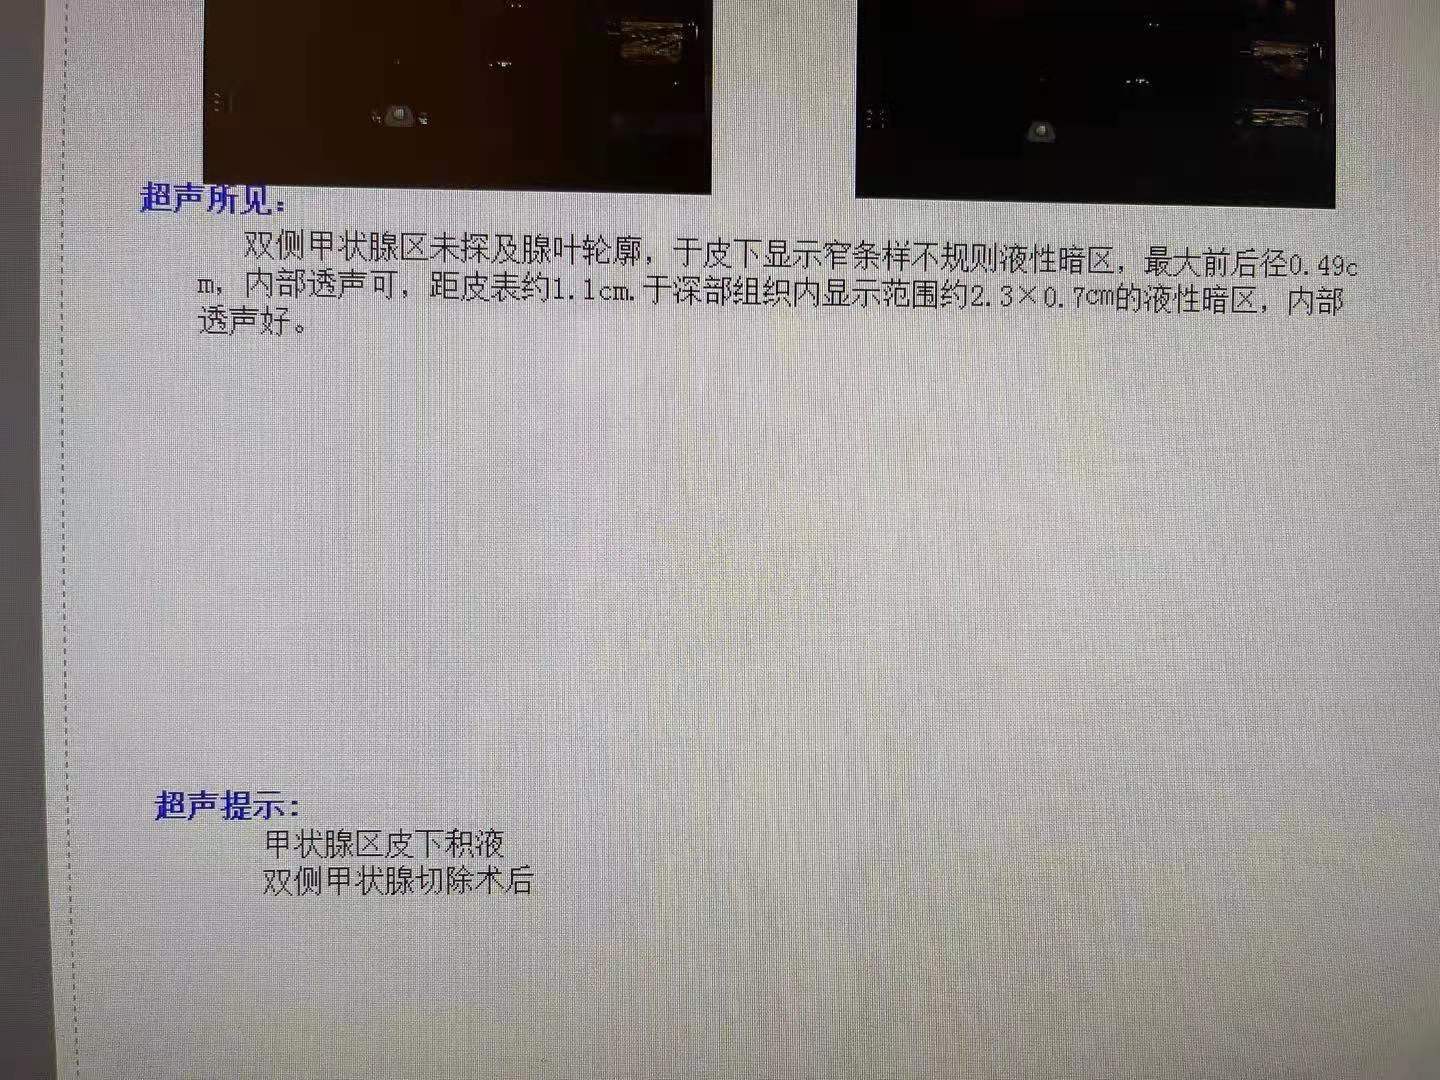 超声所见：
双侧甲状腺区未探及腺叶轮廓，于皮下显示窄条样不规则液性暗区，最大前后径0.49c
m，内部透声可，距皮表约1.1cm.于深部组织内显示范围约2.3×0.7cm的液性暗区，内部
透声好。
超声提示：
甲状腺区皮下积液
双侧甲状腺切除术后